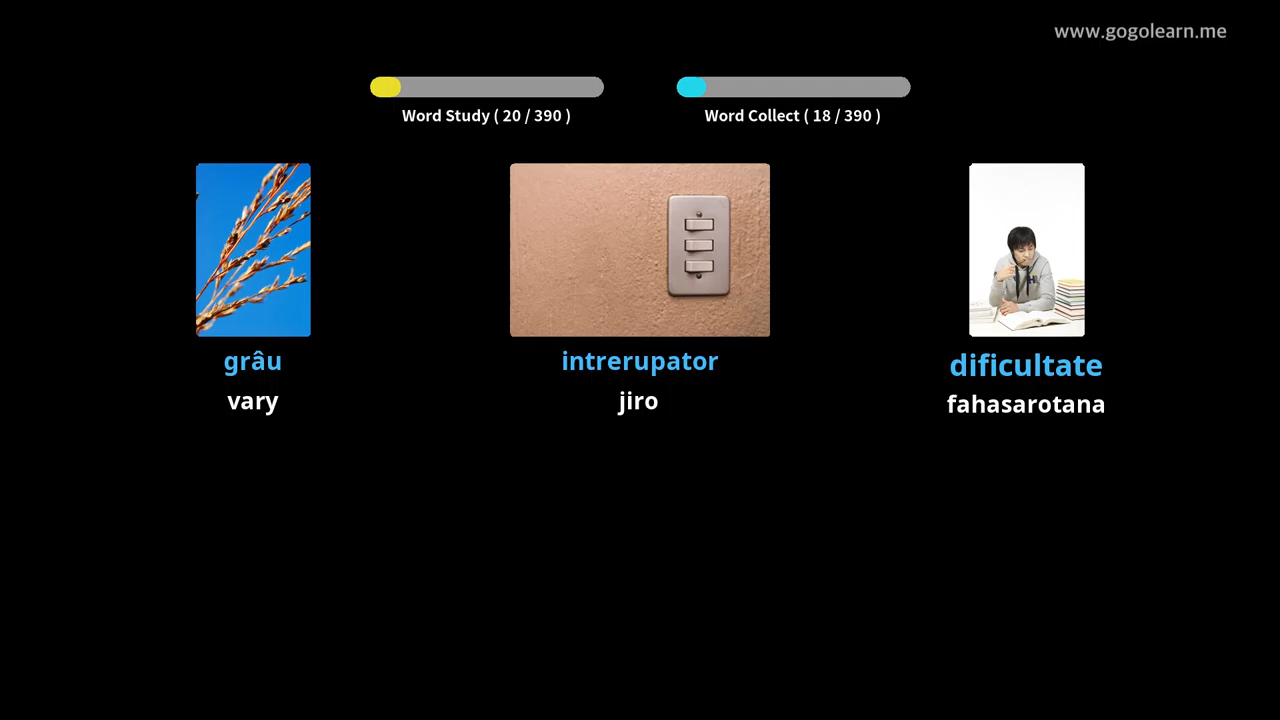 www.gogolearn.me
Word Study ( 20 / 390 )
Word Collect ( 18 / 390 )
grâu
vary
intrerupator
jiro
dificultate
fahasarotana